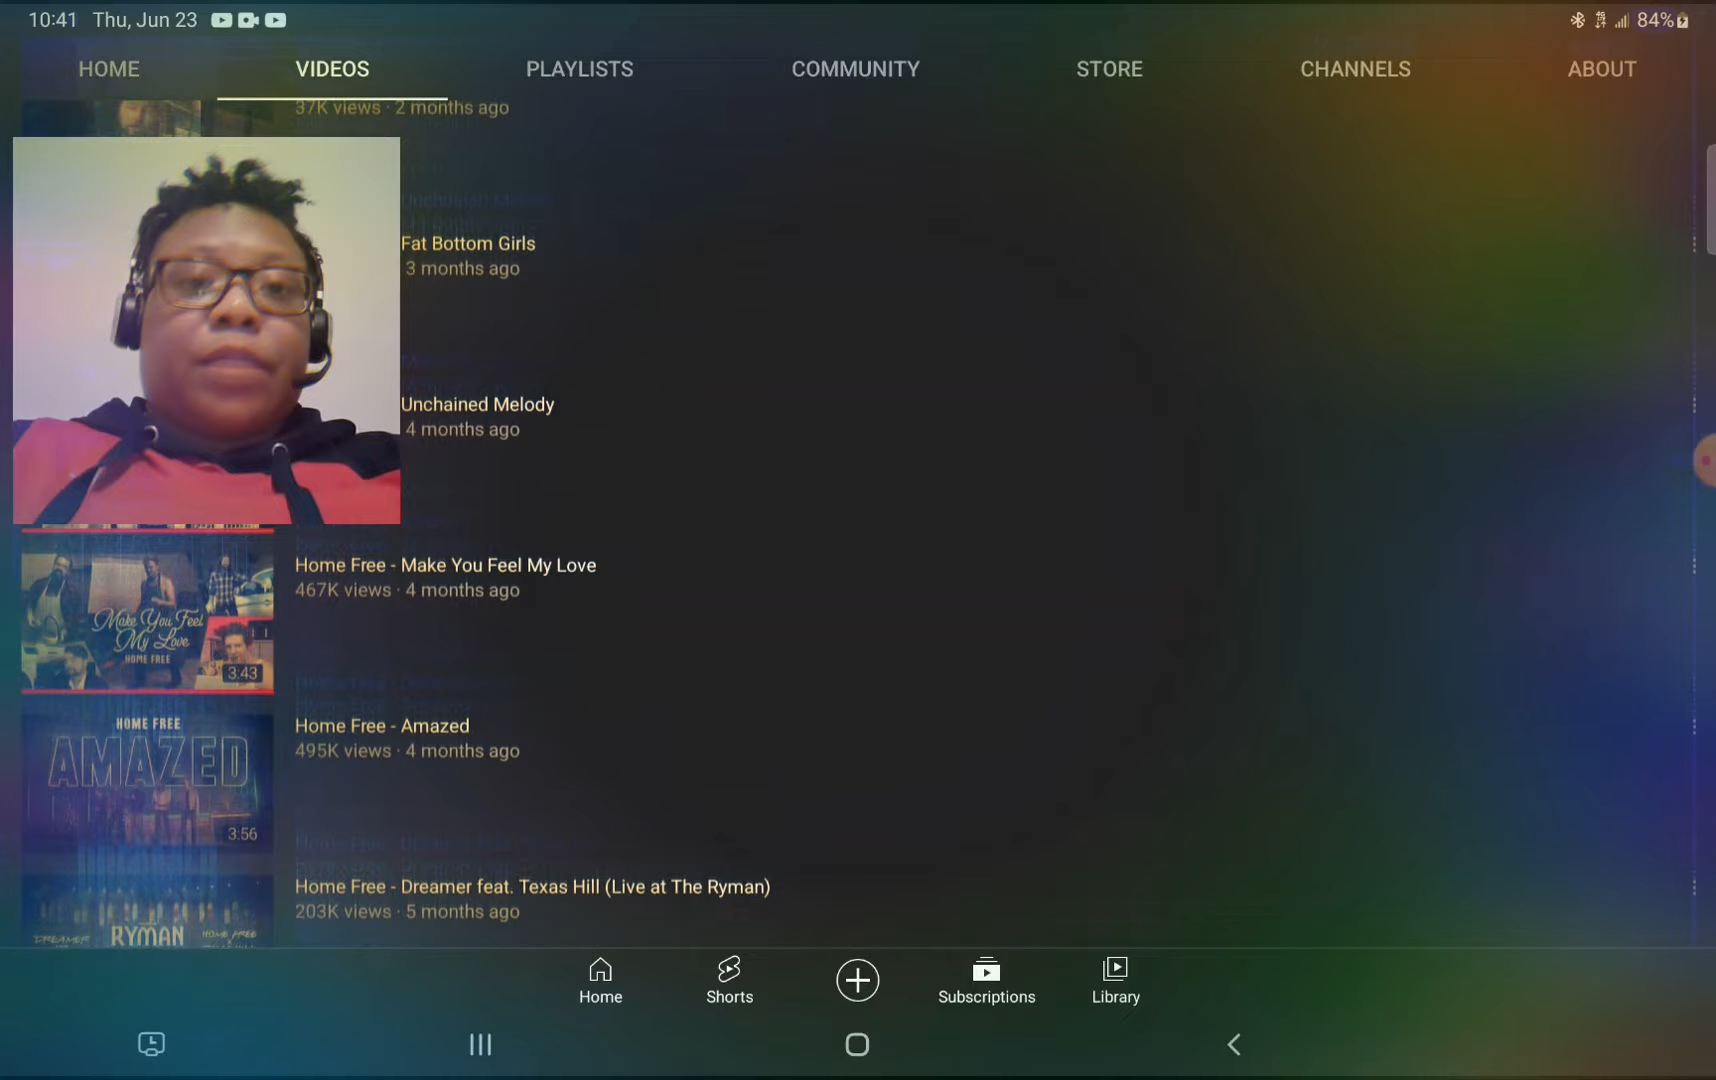 10:41 Thu, Jun 23 84%
HOME VIDEOS PLAYLISTS COMMUNITY STORE CHANNELS ABOUT
37K views · 2 months ago
Fat Bottom Girls
3 months ago
Unchained Melody
4 months ago
Make You Feel
My Love
HOME FREE
3:43
Home Free - Make You Feel My Love
467K views · 4 months ago
HOME FREE
AMAZED
3:56
Home Free - Amazed
495K views · 4 months ago
DREAMER RYMAN HOME FREE
Home Free - Dreamer feat. Texas Hill (Live at The Ryman)
203K views · 5 months ago
Home Shorts Subscriptions Library